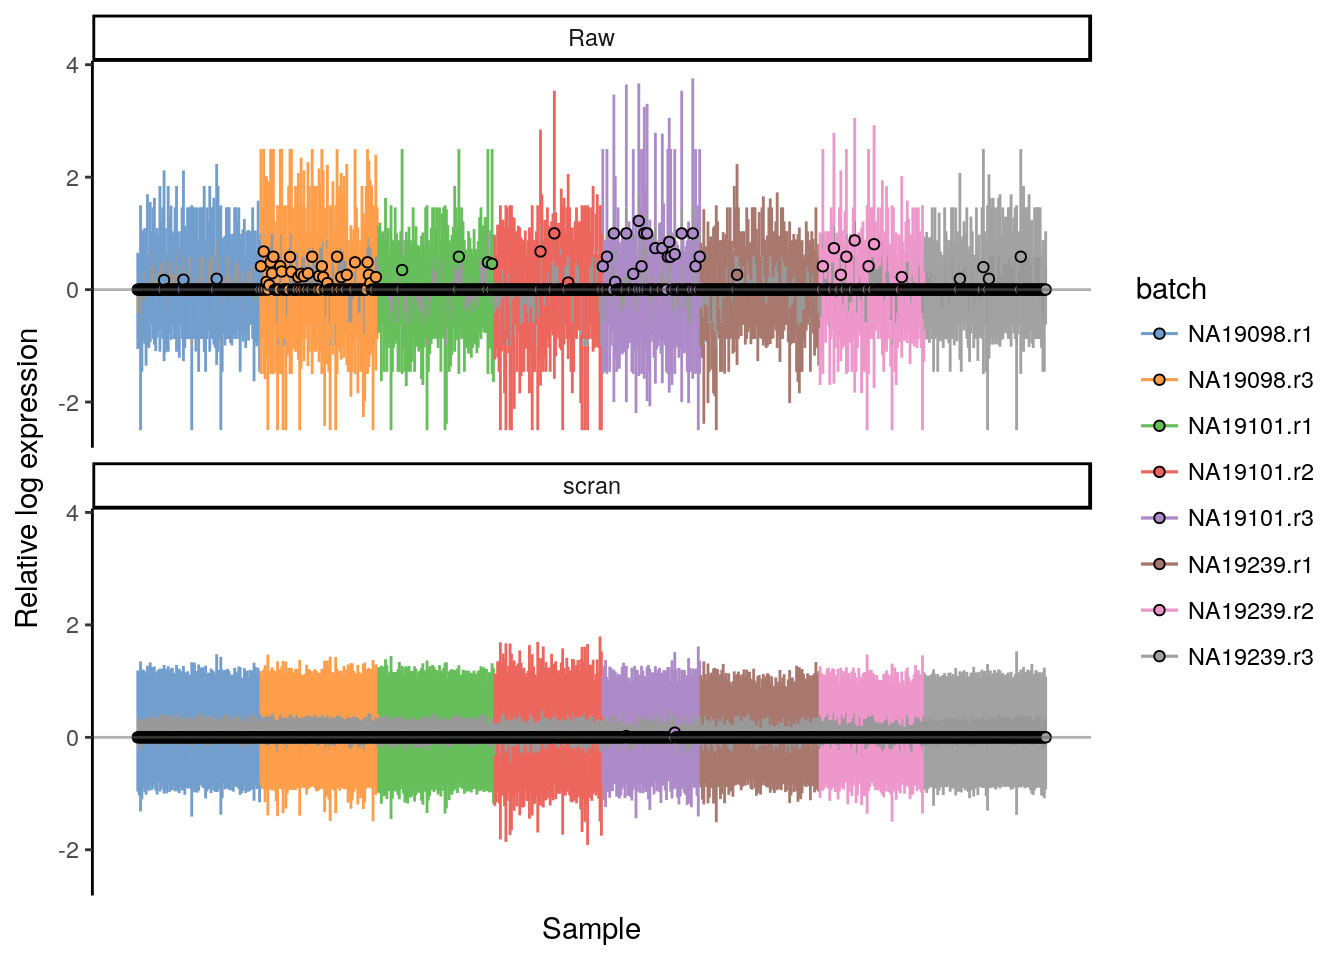 Raw
4
2
0
-2
scran
4
2
0
-2
Relative log expression
Sample
batch
NA19098.r1
NA19098.r3
NA19101.r1
NA19101.r2
NA19101.r3
NA19239.r1
NA19239.r2
NA19239.r3